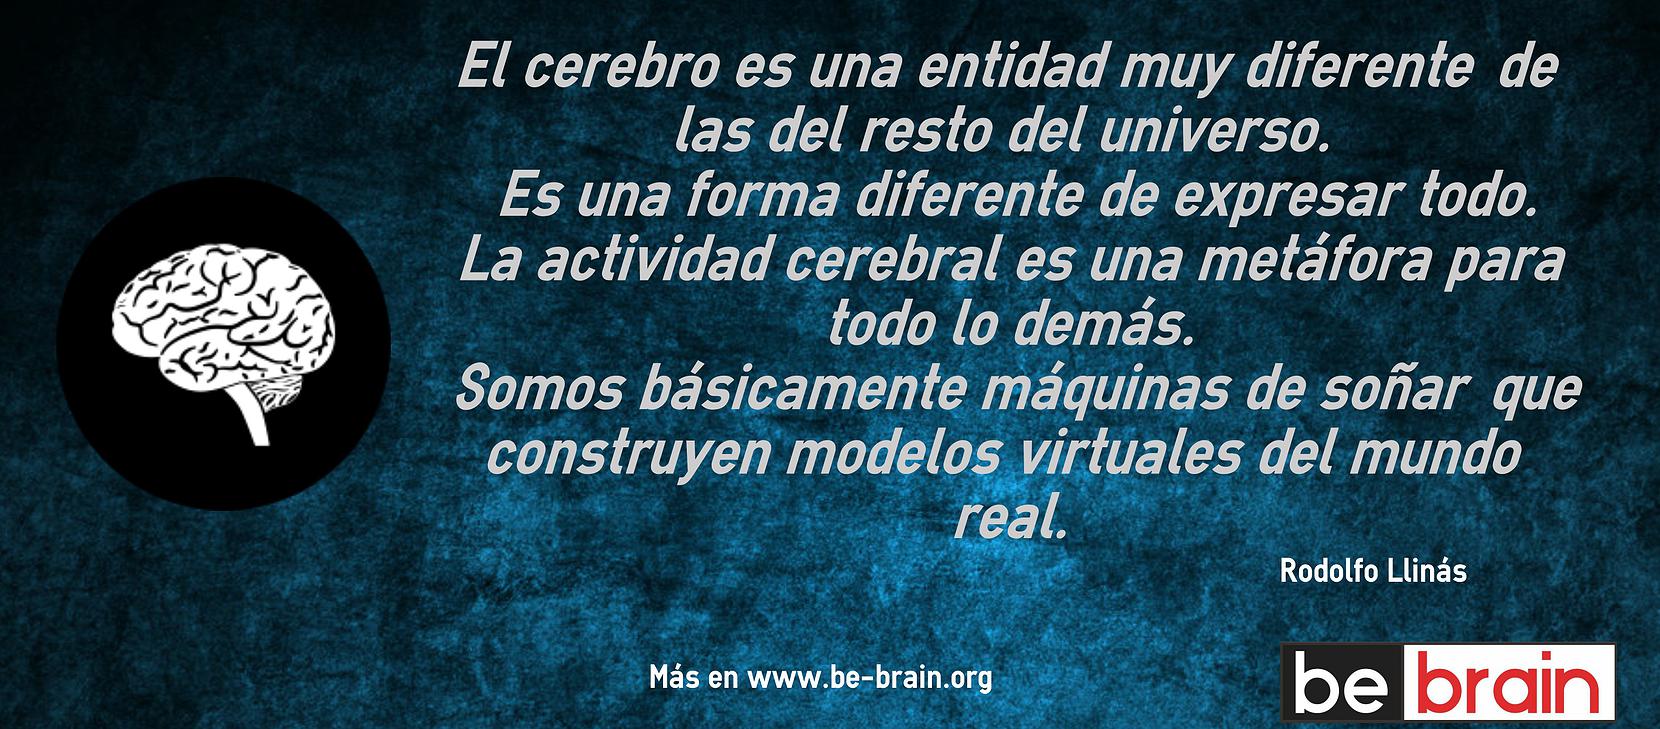 El cerebro es una entidad muy diferente de
las del resto del universo.
Es una forma diferente de expresar todo.
La actividad cerebral es una metáfora para
todo lo demás.
Somos básicamente máquinas de soñar que
construyen modelos virtuales del mundo
real.
Rodolfo Llinás
Más en www.be-brain.org
be brain